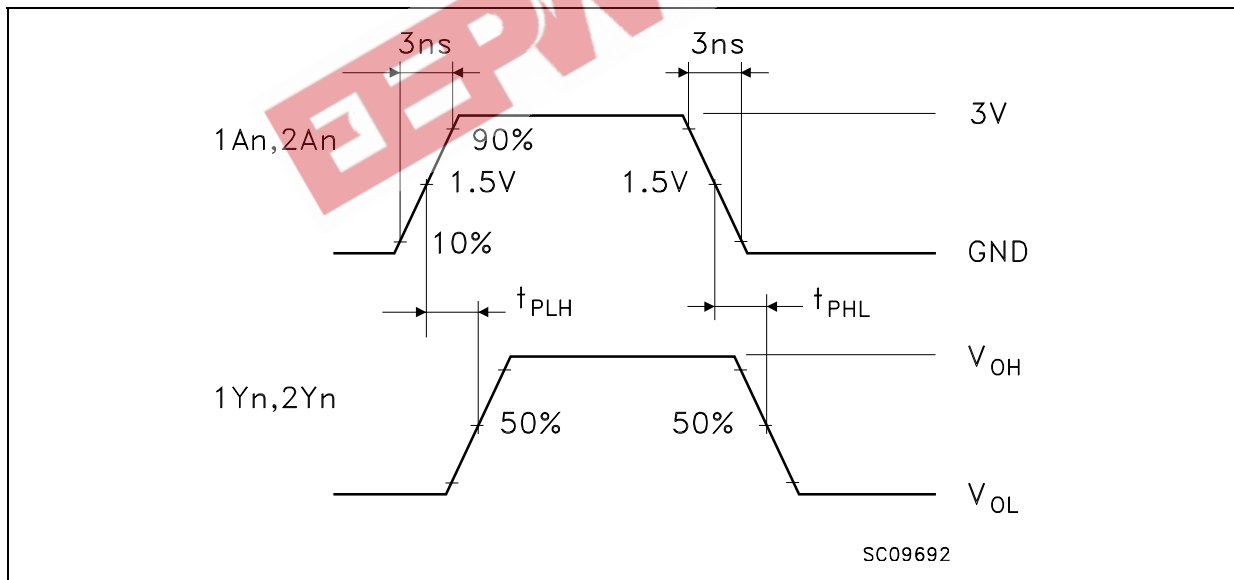 3ns 3ns
3V
1An,2An 90%
1.5V 1.5V
10% GND
tPLH tPHL
VOH
1Yn,2Yn
50% 50%
VOL
SC09692